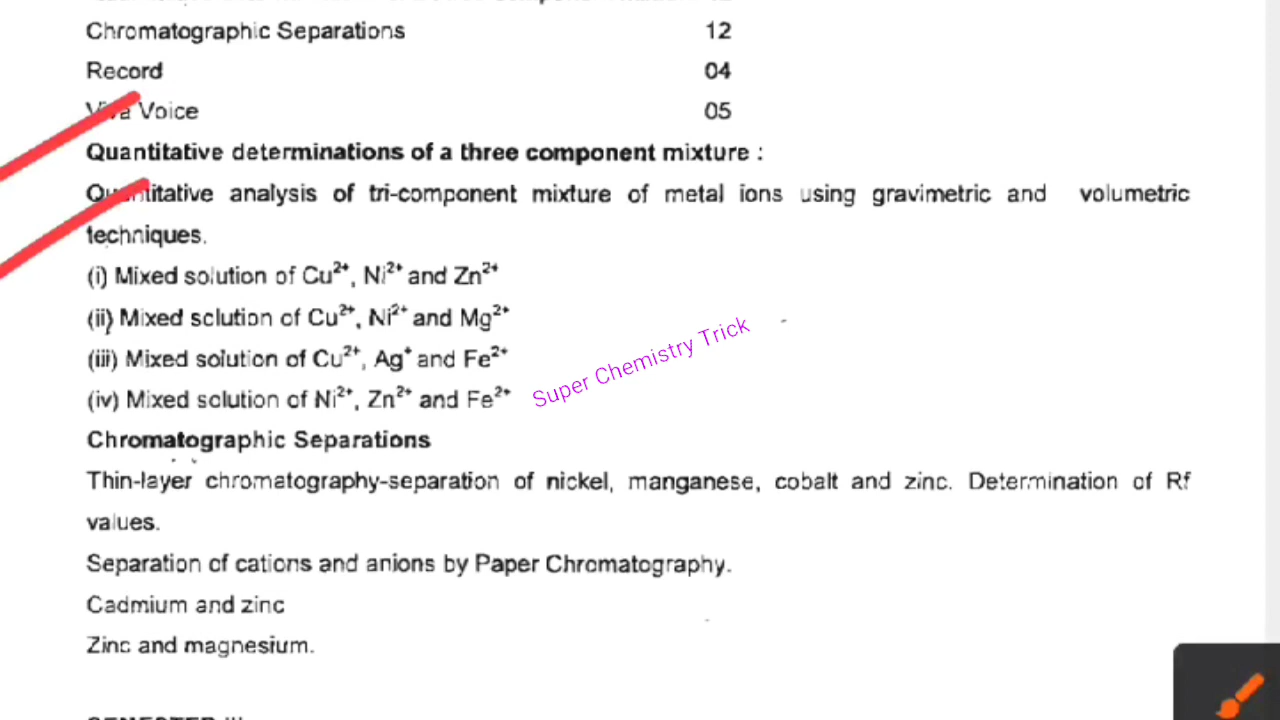 Chromatographic Separations 12
Record 04
Viva Voice 05
Quantitative determinations of a three component mixture :
Quantitative analysis of tri-component mixture of metal ions using gravimetric and volumetric
techniques.
(i) Mixed solution of Cu²⁺, Ni²⁺ and Zn²⁺
(ii) Mixed solution of Cu²⁺, Ni²⁺ and Mg²⁺
(iii) Mixed solution of Cu²⁺, Ag⁺ and Fe²⁺
(iv) Mixed solution of Ni²⁺, Zn²⁺ and Fe²⁺
Super Chemistry Trick
Chromatographic Separations
Thin-layer chromatography-separation of nickel, manganese, cobalt and zinc. Determination of Rf
values.
Separation of cations and anions by Paper Chromatography.
Cadmium and zinc
Zinc and magnesium.